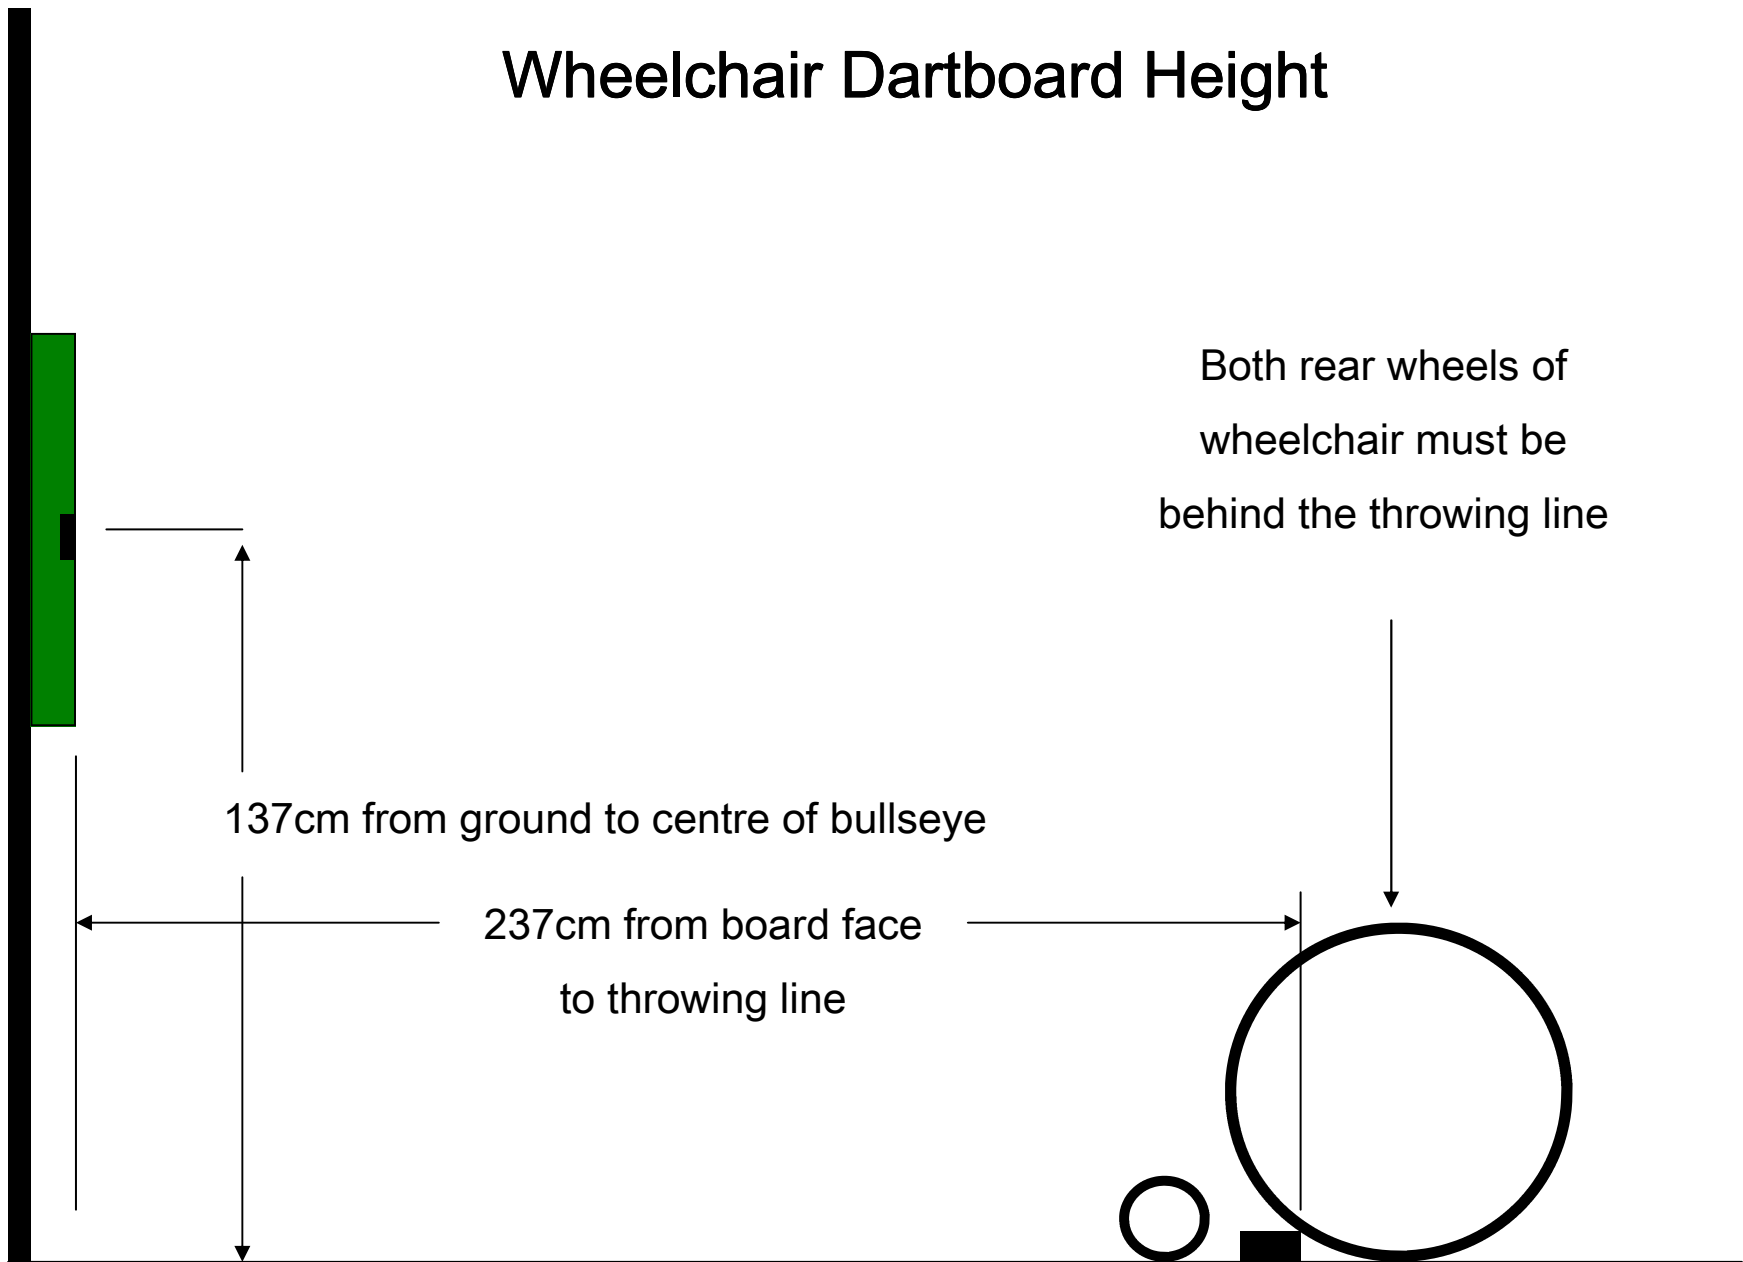 Wheelchair Dartboard Height
Both rear wheels of
wheelchair must be
behind the throwing line
137cm from ground to centre of bullseye
237cm from board face
to throwing line